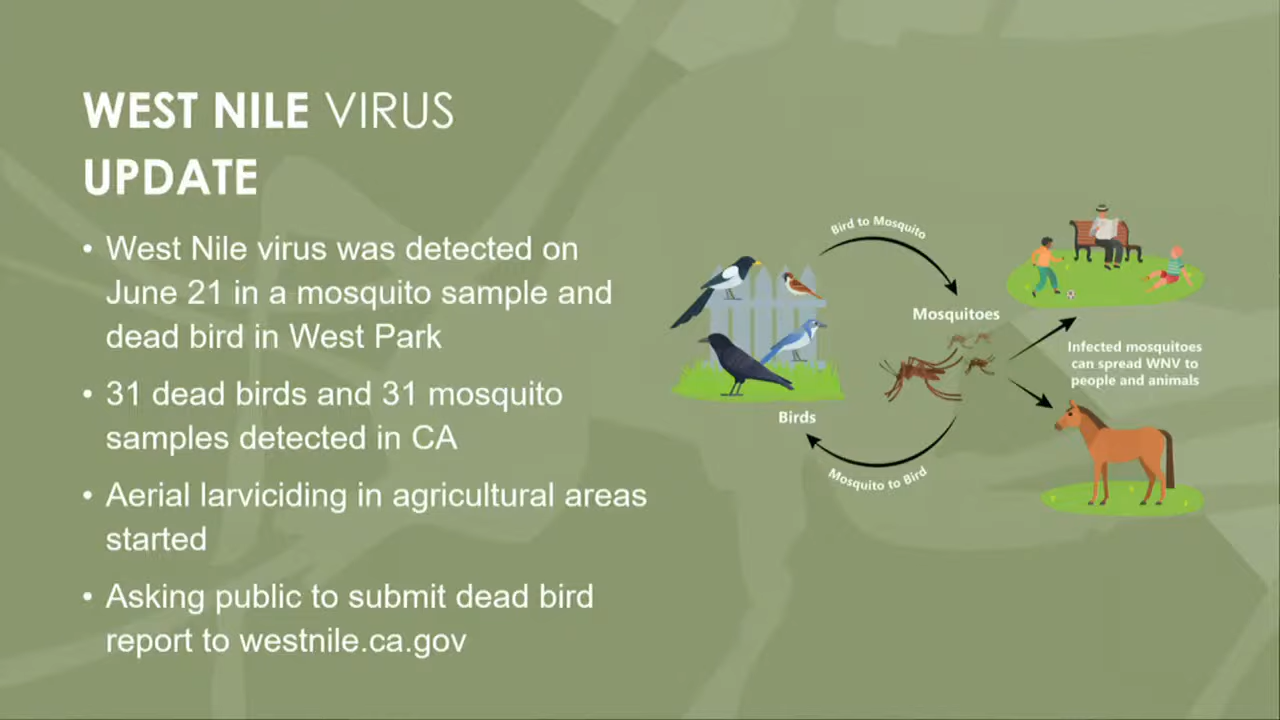 WEST NILE VIRUS
UPDATE
• West Nile virus was detected on
June 21 in a mosquito sample and
dead bird in West Park
• 31 dead birds and 31 mosquito
samples detected in CA
• Aerial larviciding in agricultural areas
started
• Asking public to submit dead bird
report to westnile.ca.gov
Bird to Mosquito
Mosquitoes
Infected mosquitoes
can spread WNV to
people and animals
Birds
Mosquito to Bird